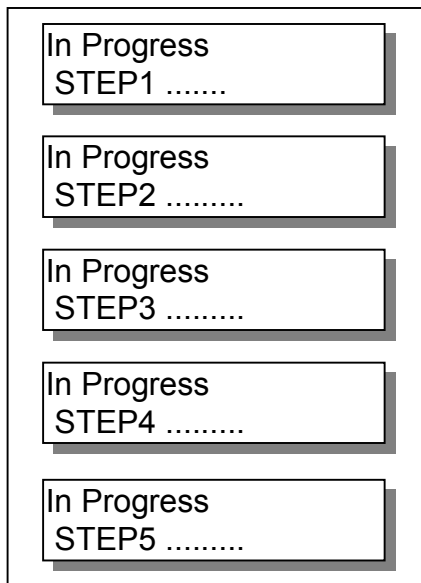 In Progress
STEP1 .......
In Progress
STEP2 .........
In Progress
STEP3 .........
In Progress
STEP4 .........
In Progress
STEP5 .........